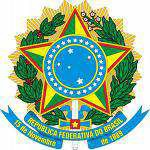 REPÚBLICA FEDERATIVA DO BRASIL
15 de Novembro
de 1889